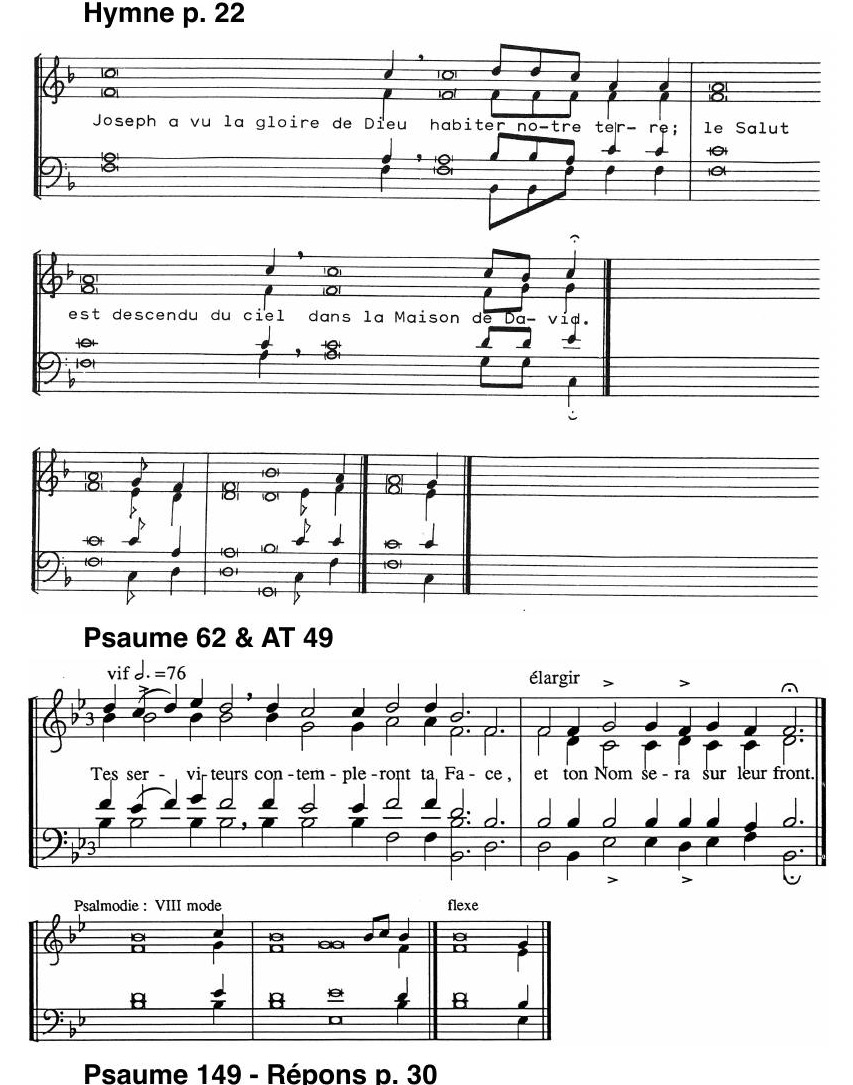 Hymne p. 22
Joseph a vu la gloire de Dieu habiter no-tre ter- re; le Salut
est descendu du ciel dans la Maison de Da- vid.
Psaume 62 & AT 49
vif 𝅗𝅥. =76 élargir
3
Tes ser - vi-teurs con-tem-ple-ront ta Fa-ce, et ton Nom se-ra sur leur front.
3
Psalmodie : VIII mode flexe
Psaume 149 - Répons p. 30